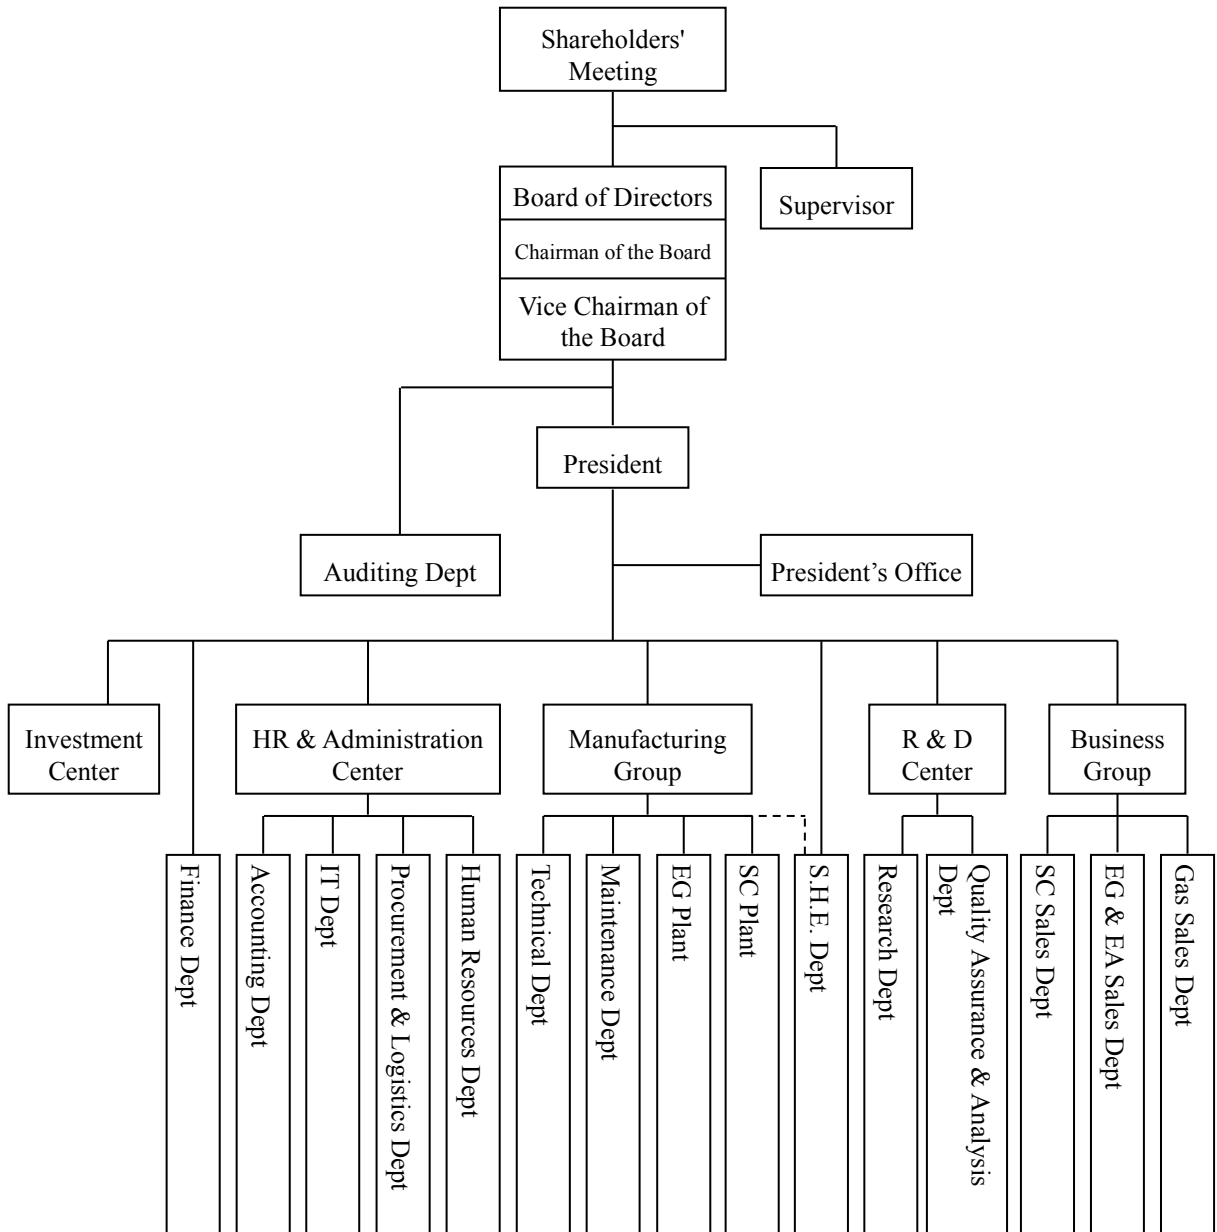 Shareholders'
Meeting
Board of Directors
Supervisor
Chairman of the Board
Vice Chairman of
the Board
President
Auditing Dept
President’s Office
Investment
Center
HR & Administration
Center
Manufacturing
Group
R & D
Center
Business
Group
Finance Dept
Accounting Dept
IT Dept
Procurement & Logistics Dept
Human Resources Dept
Technical Dept
Maintenance Dept
EG Plant
SC Plant
S.H.E. Dept
Research Dept
Quality Assurance & Analysis
Dept
SC Sales Dept
EG & EA Sales Dept
Gas Sales Dept